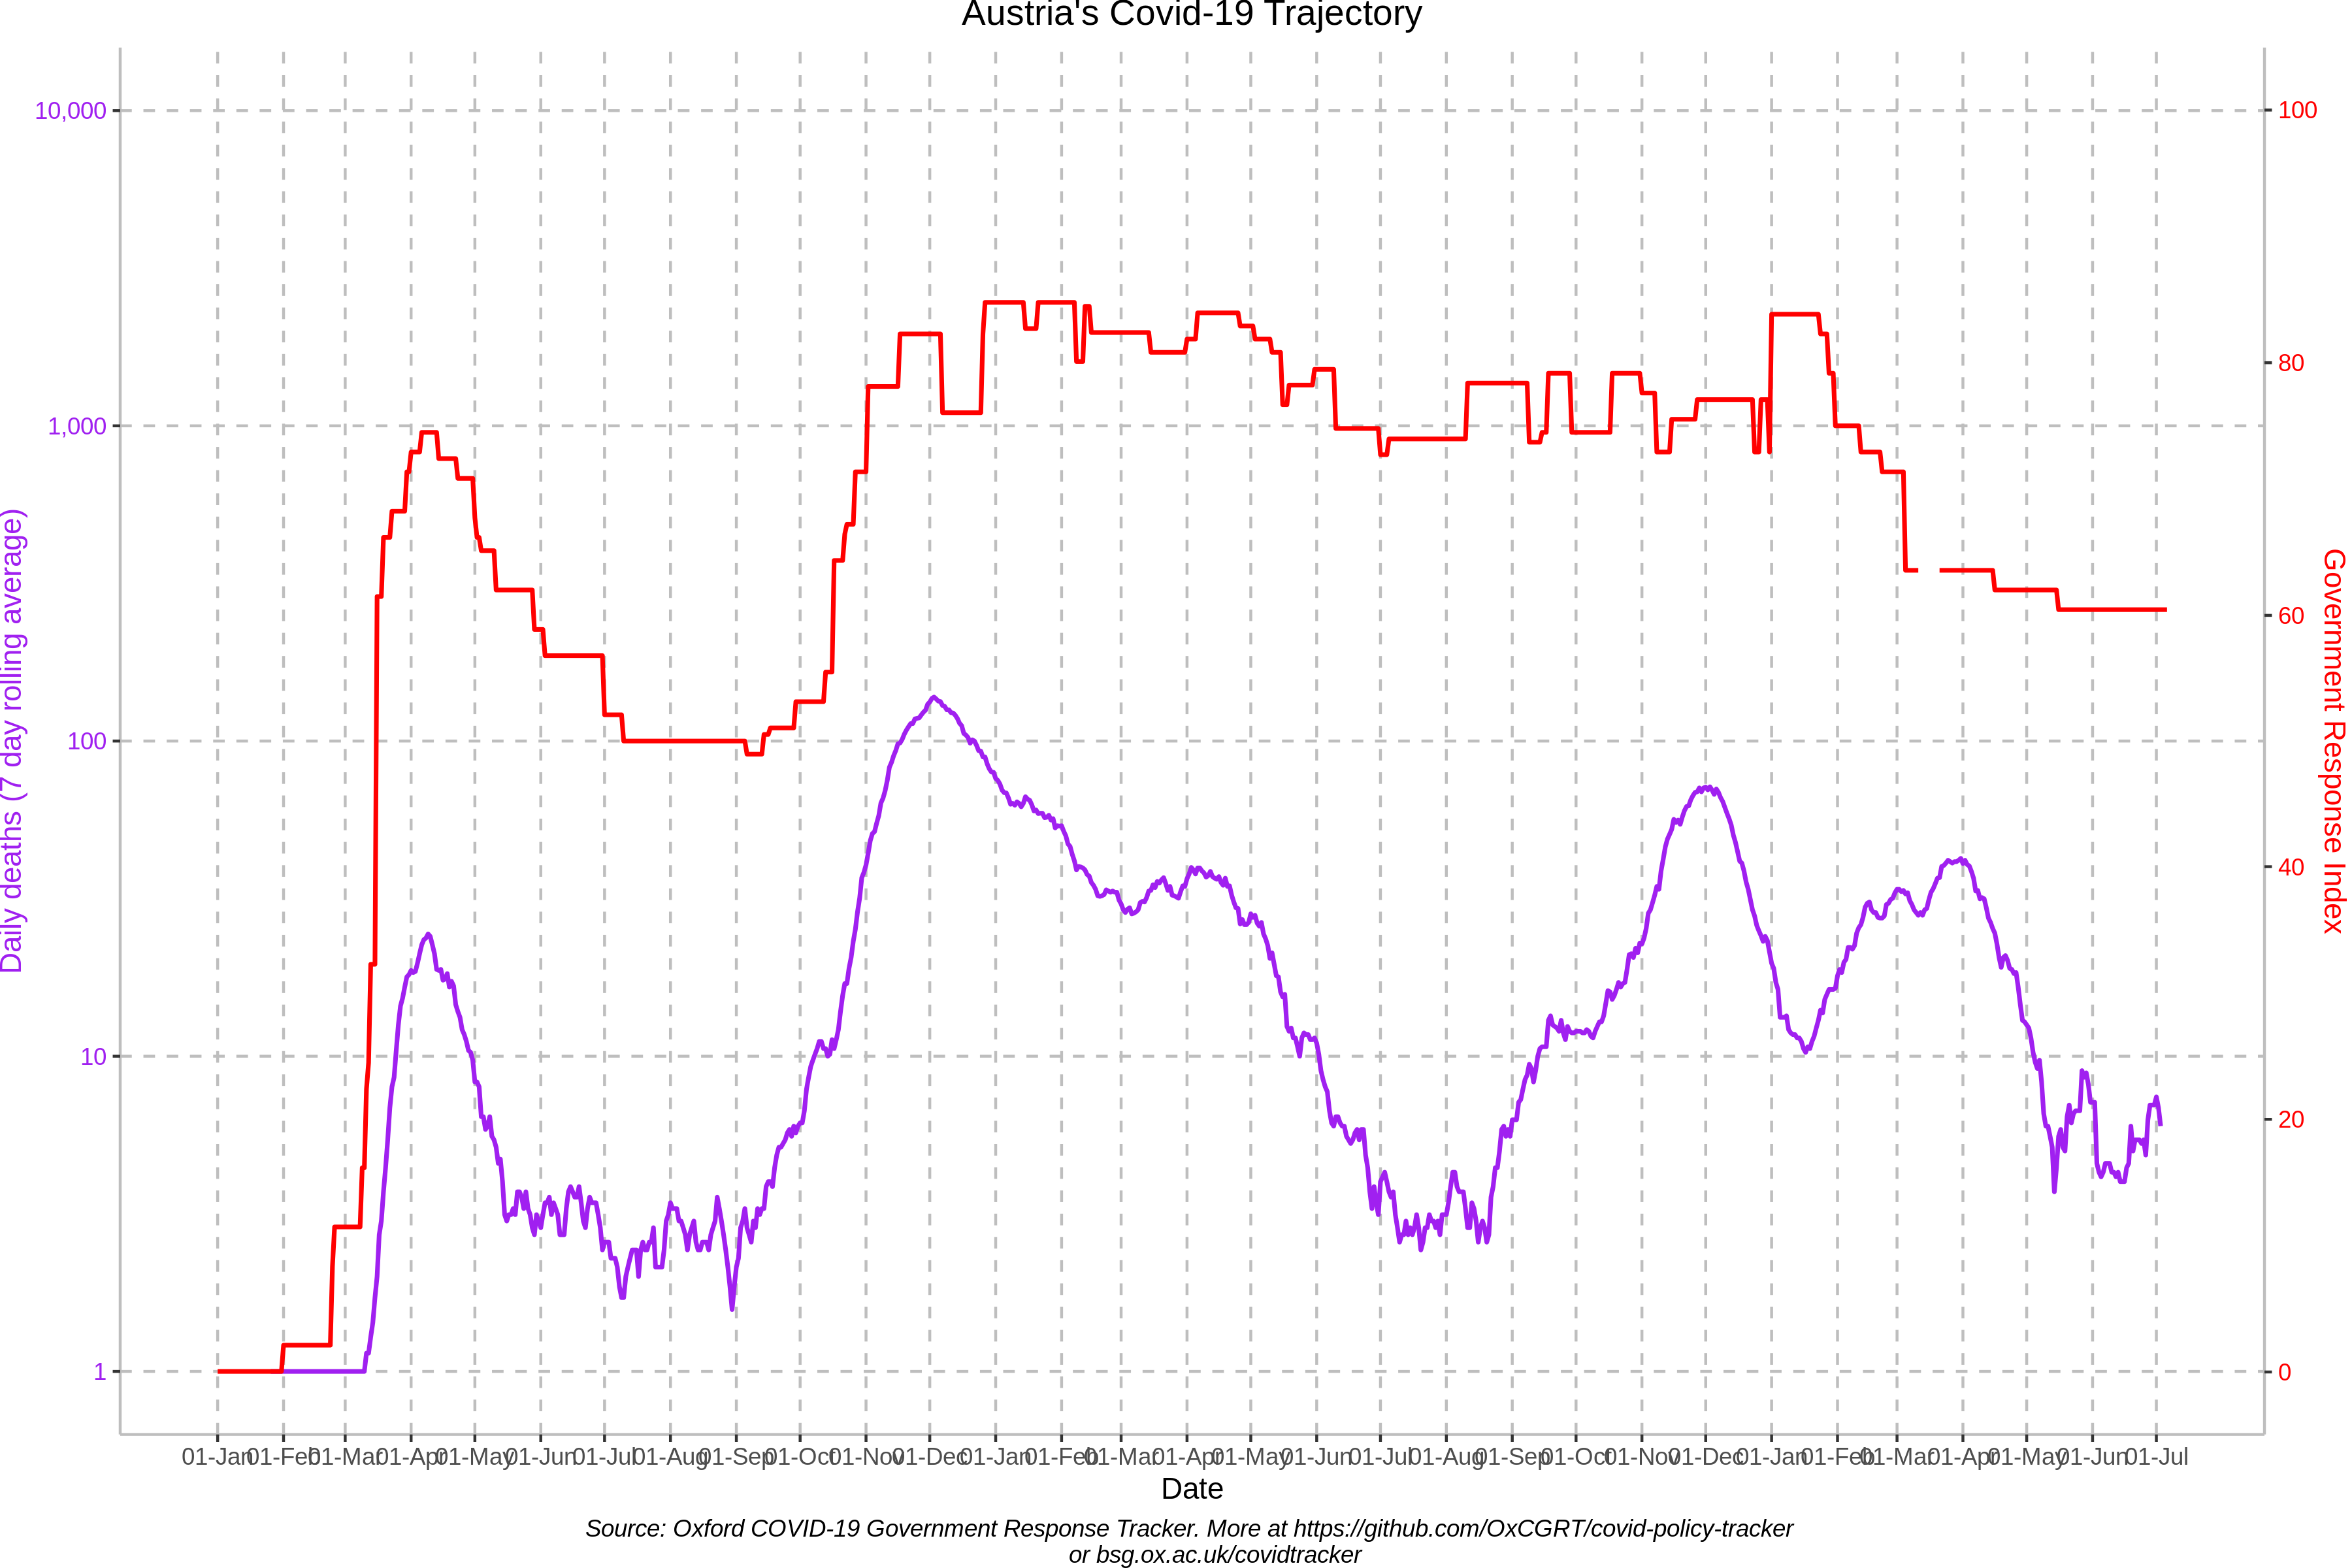 Austria's Covid-19 Trajectory
10,000
1,000
100
10
1
Daily deaths (7 day rolling average)
100
80
60
40
20
0
Government Response Index
01-Jan 01-Feb 01-Mar 01-Apr 01-May 01-Jun 01-Jul 01-Aug 01-Sep 01-Oct 01-Nov 01-Dec 01-Jan 01-Feb 01-Mar 01-Apr 01-May 01-Jun 01-Jul 01-Aug 01-Sep 01-Oct 01-Nov 01-Dec 01-Jan 01-Feb 01-Mar 01-Apr 01-May 01-Jun 01-Jul
Date
Source: Oxford COVID-19 Government Response Tracker. More at https://github.com/OxCGRT/covid-policy-tracker
or bsg.ox.ac.uk/covidtracker